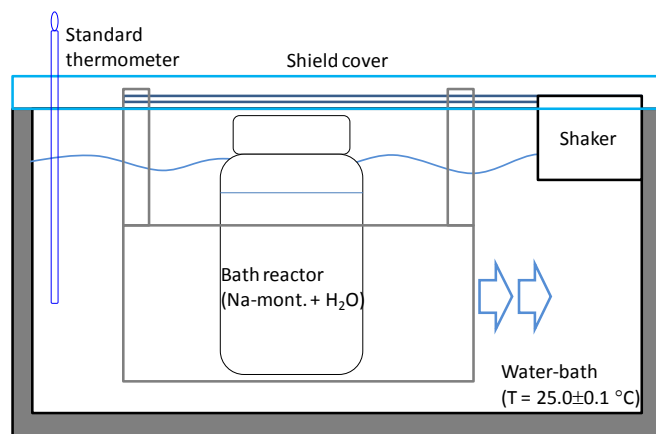 Standard
thermometer
Shield cover
Shaker
Bath reactor
(Na-mont. + H₂O)
Water-bath
(T = 25.0±0.1 °C)